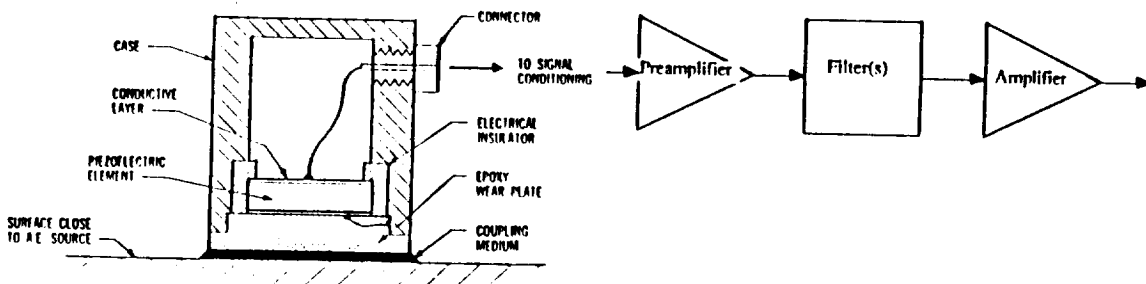 CONNECTOR
CASE
TO SIGNAL
CONDITIONING
Preamplifier
Filter(s)
Amplifier
CONDUCTIVE
LAYER
ELECTRICAL
INSULATOR
PIEZOELECTRIC
ELEMENT
EPOXY
WEAR PLATE
SURFACE CLOSE
TO A.E. SOURCE
COUPLING
MEDIUM